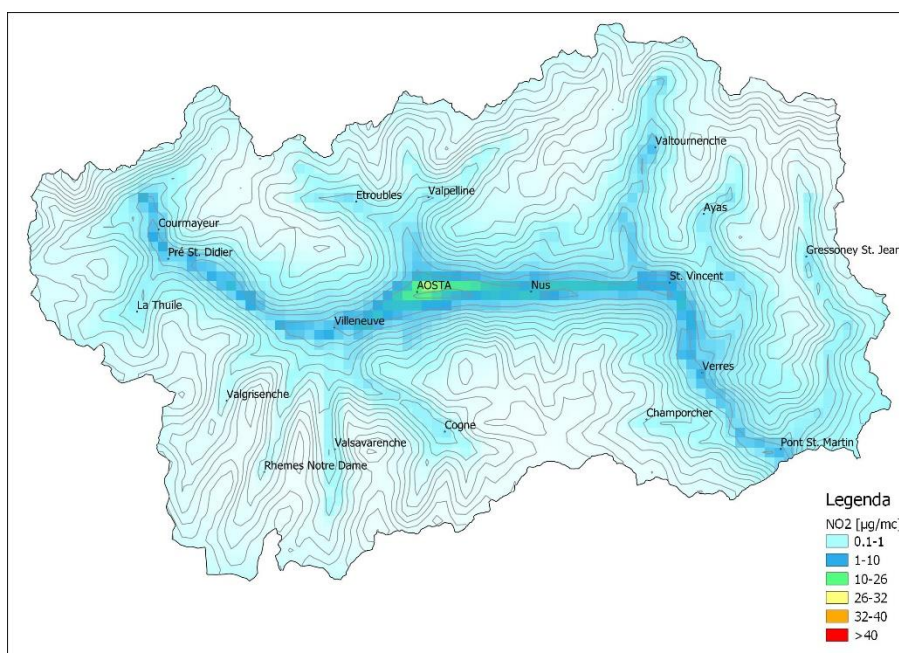 Valtournenche
Etroubles
Valpelline
Ayas
Courmayeur
Pré St. Didier
Gressoney St. Jean
La Thuile
AOSTA
Nus
St. Vincent
Villeneuve
Verres
Valgrisenche
Champorcher
Cogne
Valsavarenche
Pont St. Martin
Rhemes Notre Dame
Legenda
NO2 [µg/mc]
0.1-1
1-10
10-26
26-32
32-40
>40